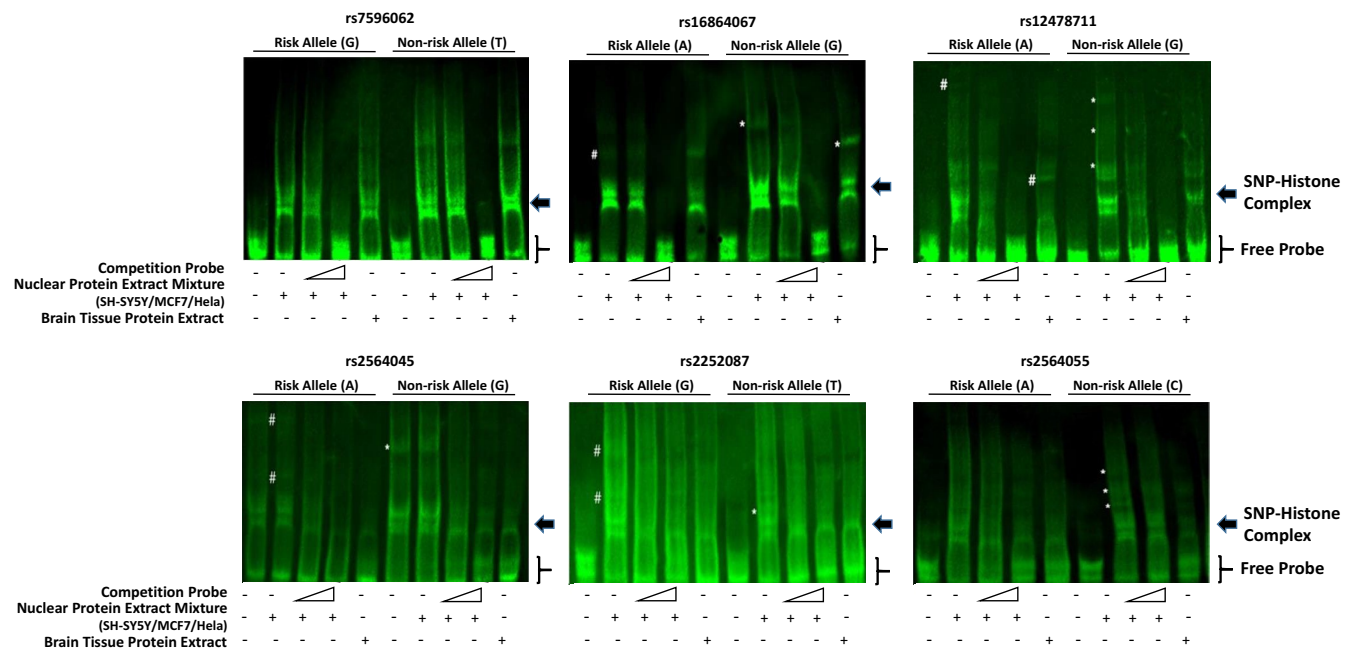 rs7596062
Risk Allele (G) Non-risk Allele (T)
rs16864067
Risk Allele (A) Non-risk Allele (G)
rs12478711
Risk Allele (A) Non-risk Allele (G)
# * *
# # * * *
SNP-Histone
Complex
Free Probe
Competition Probe - - - - - - - - - - - - - - - - - -
Nuclear Protein Extract Mixture
(SH-SY5Y/MCF7/Hela) - + + + - - + + + - - + + + - - + + + - - + + + - - + + + -
Brain Tissue Protein Extract - - - - + - - - - + - - - - + - - - - + - - - - + - - - - +
rs2564045
Risk Allele (A) Non-risk Allele (G)
rs2252087
Risk Allele (G) Non-risk Allele (T)
rs2564055
Risk Allele (A) Non-risk Allele (C)
# # *
# # *
* * *
SNP-Histone
Complex
Free Probe
Competition Probe - - - - - - - - - - - - - - - - - -
Nuclear Protein Extract Mixture
(SH-SY5Y/MCF7/Hela) - + + + - - + + + - - + + + - - + + + - - + + + - - + + + -
Brain Tissue Protein Extract - - - - + - - - - + - - - - + - - - - + - - - - + - - - - +